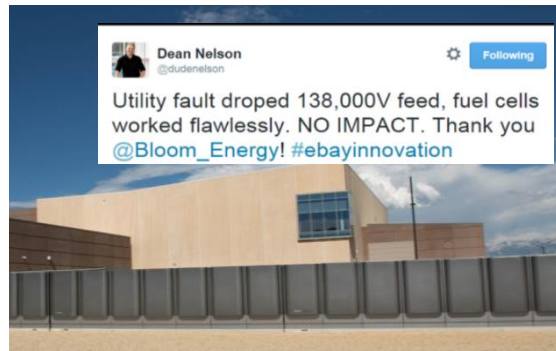 Dean Nelson
@dudenelson
Following
Utility fault droped 138,000V feed, fuel cells
worked flawlessly. NO IMPACT. Thank you
@Bloom_Energy! #ebayinnovation